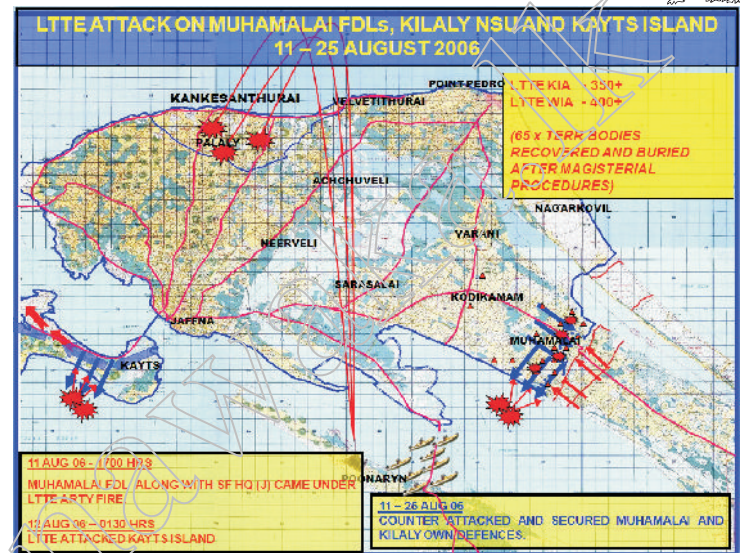 LTTE ATTACK ON MUHAMALAI FDLs, KILALY NSU AND KAYTS ISLAND
11 – 25 AUGUST 2006
POINT PEDRO
KANKESANTHURAI
VELVETITHURAI
LTTE KIA - 350+
LTTE WIA - 400+
(65 x TERR BODIES
RECOVERED AND BURIED
AFTER MAGISTERIAL
PROCEDURES)
PALALY
ACHCHUVELI
NAGARKOVIL
NEERVELI
VARANI
SARASALAI
KODIKAMAM
JAFFNA
MUHAMALAI
KAYTS
POONARYN
11 AUG 06 - 1700 HRS
MUHAMALAI FDL ALONG WITH SF HQ (J) CAME UNDER
LTTE ARTY FIRE
12 AUG 06 – 0130 HRS
LTTE ATTACKED KAYTS ISLAND
11 – 26 AUG 06
COUNTER ATTACKED AND SECURED MUHAMALAI AND
KILALY OWN DEFENCES.